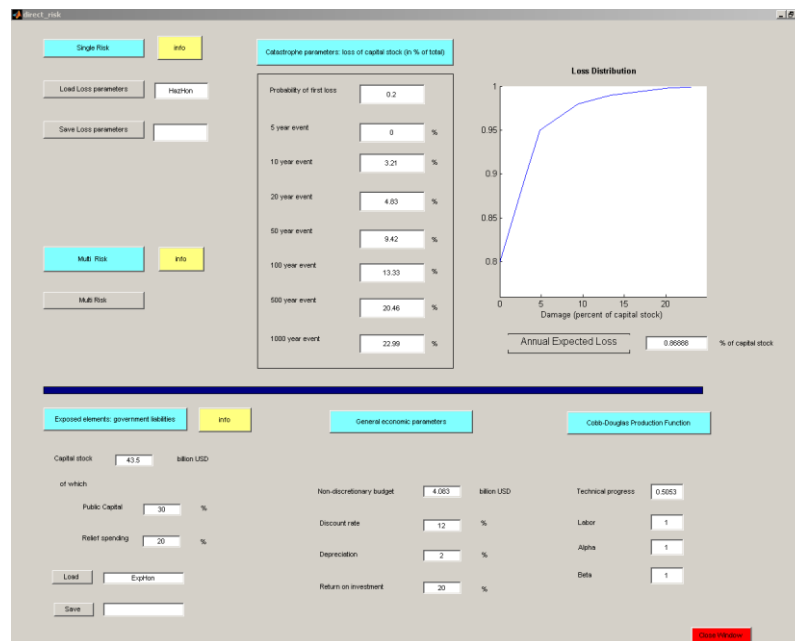 direct_risk
Single Risk
info
Load Loss parameters
HazHon
Save Loss parameters
Multi Risk
info
Multi Risk
Catastrophe parameters: loss of capital stock (in % of total)
Probability of first loss 0.2
5 year event 0 %
10 year event 3.21 %
20 year event 4.83 %
50 year event 9.42 %
100 year event 13.33 %
500 year event 20.46 %
1000 year event 22.99 %
Loss Distribution
1
0.95
0.9
0.85
0.8
0 5 10 15 20
Damage (percent of capital stock)
Annual Expected Loss 0.86888 % of capital stock
Exposed elements: government liabilities
info
Capital stock 43.5 billion USD
of which
Public Capital 30 %
Relief spending 20 %
Load ExpHon
Save
General economic parameters
Non-discretionary budget 4.083 billion USD
Discount rate 12 %
Depreciation 2 %
Return on investment 20 %
Cobb-Douglas Production Function
Technical progress 0.5053
Labor 1
Alpha 1
Beta 1
Close Window